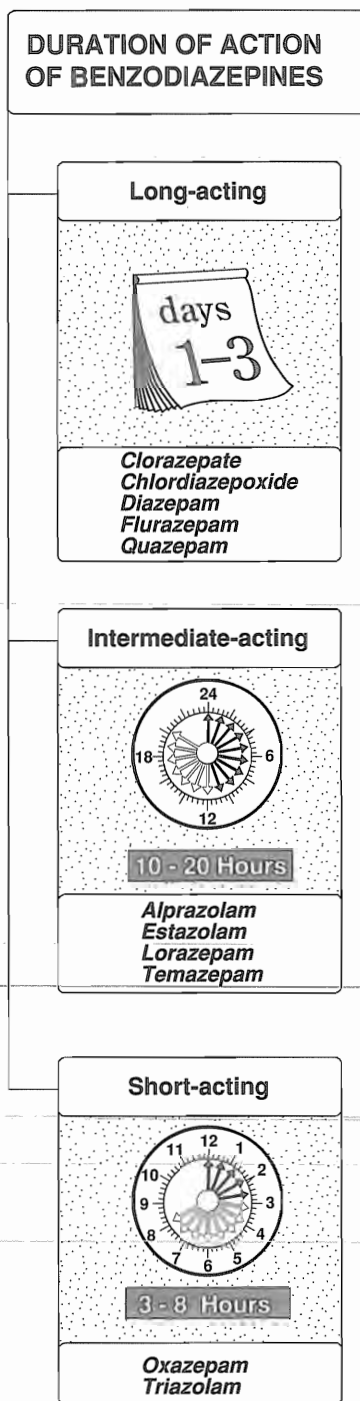 DURATION OF ACTION
OF BENZODIAZEPINES
Long-acting
days
1-3
Clorazepate
Chlordiazepoxide
Diazepam
Flurazepam
Quazepam
Intermediate-acting
24
18
6
12
10 - 20 Hours
Alprazolam
Estazolam
Lorazepam
Temazepam
Short-acting
12
11
1
10
2
9
3
8
4
7
5
6
3 - 8 Hours
Oxazepam
Triazolam